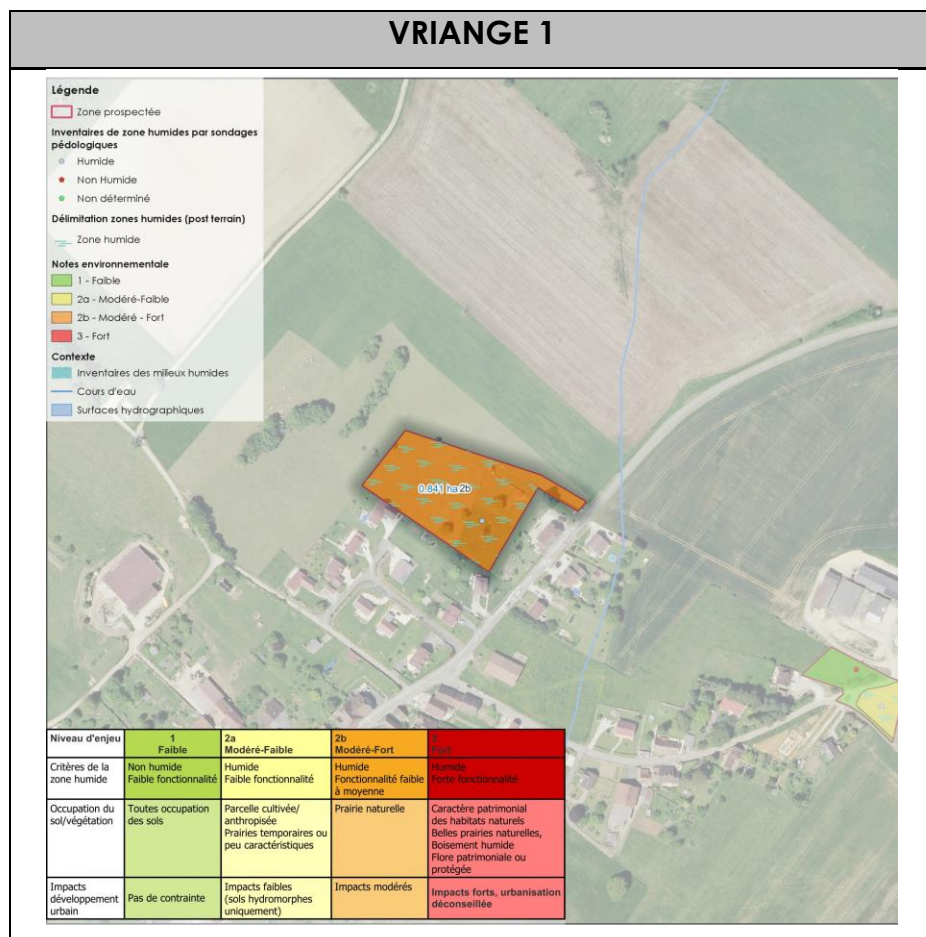 VRIANGE 1
Légende
Zone prospectée
Inventaires de zone humides par sondages
pédologiques
Humide
Non Humide
Non déterminé
Délimitation zones humides (post terrain)
Zone humide
Notes environnementale
1 - Faible
2a - Modéré-Faible
2b - Modéré - Fort
3 - Fort
Contexte
Inventaires des milieux humides
Cours d'eau
Surfaces hydrographiques
0.841 ha 2b
Niveau d'enjeu
1
Faible
2a
Modéré-Faible
2b
Modéré-Fort
3
Fort
Critères de la
zone humide
Non humide
Faible fonctionnalité
Humide
Faible fonctionnalité
Humide
Fonctionnalité faible
à moyenne
Humide
Forte fonctionnalité
Occupation du
sol/végétation
Toutes occupation
des sols
Parcelle cultivée/
anthropisée
Prairies temporaires ou
peu caractéristiques
Prairie naturelle
Caractère patrimonial
des habitats naturels
Belles prairies naturelles,
Boisement humide
Flore patrimoniale ou
protégée
Impacts
développement
urbain
Pas de contrainte
Impacts faibles
(sols hydromorphes
uniquement)
Impacts modérés
Impacts forts, urbanisation
déconseillée